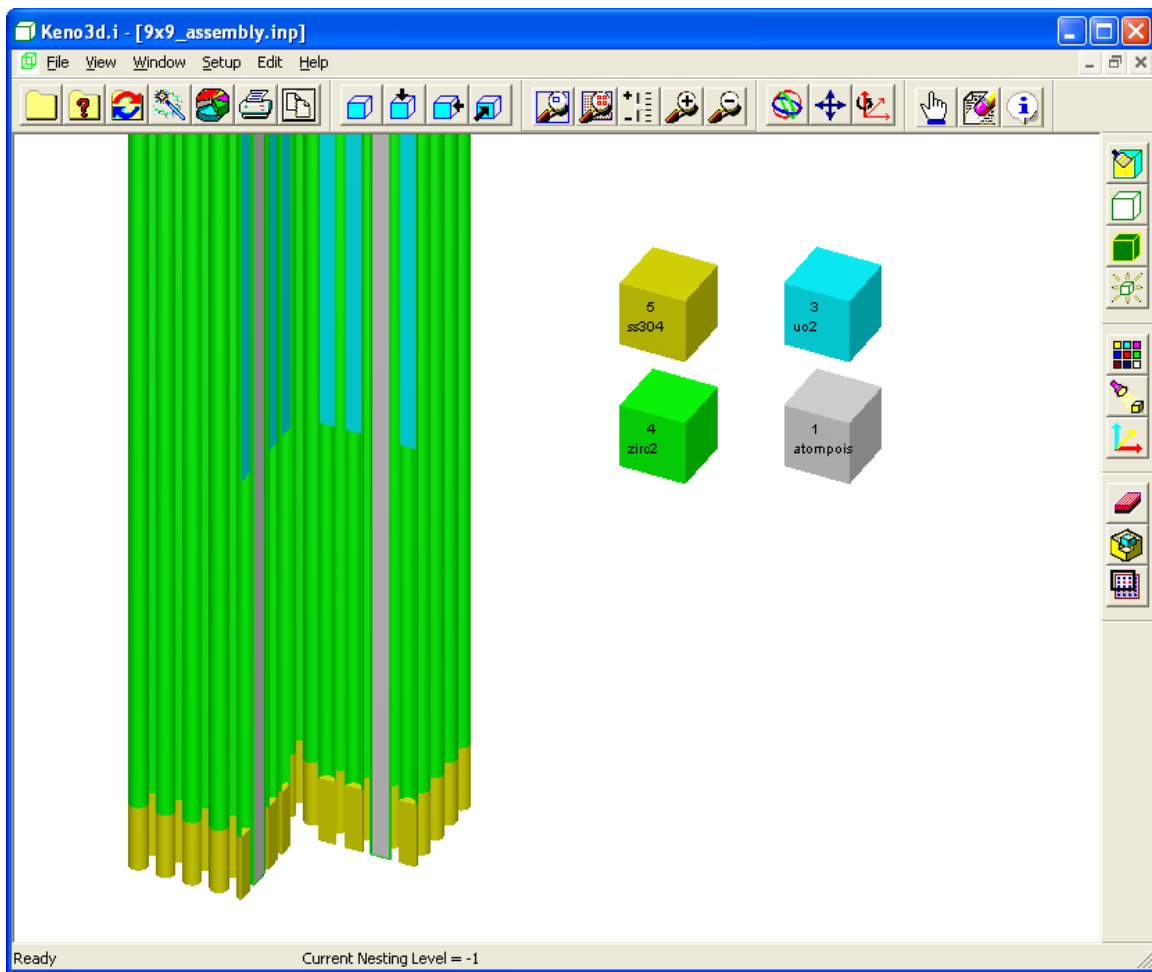 Keno3d.i - [9x9_assembly.inp]
File View Window Setup Edit Help
5
ss304
3
uo2
4
zirc2
1
atompois
Ready Current Nesting Level = -1